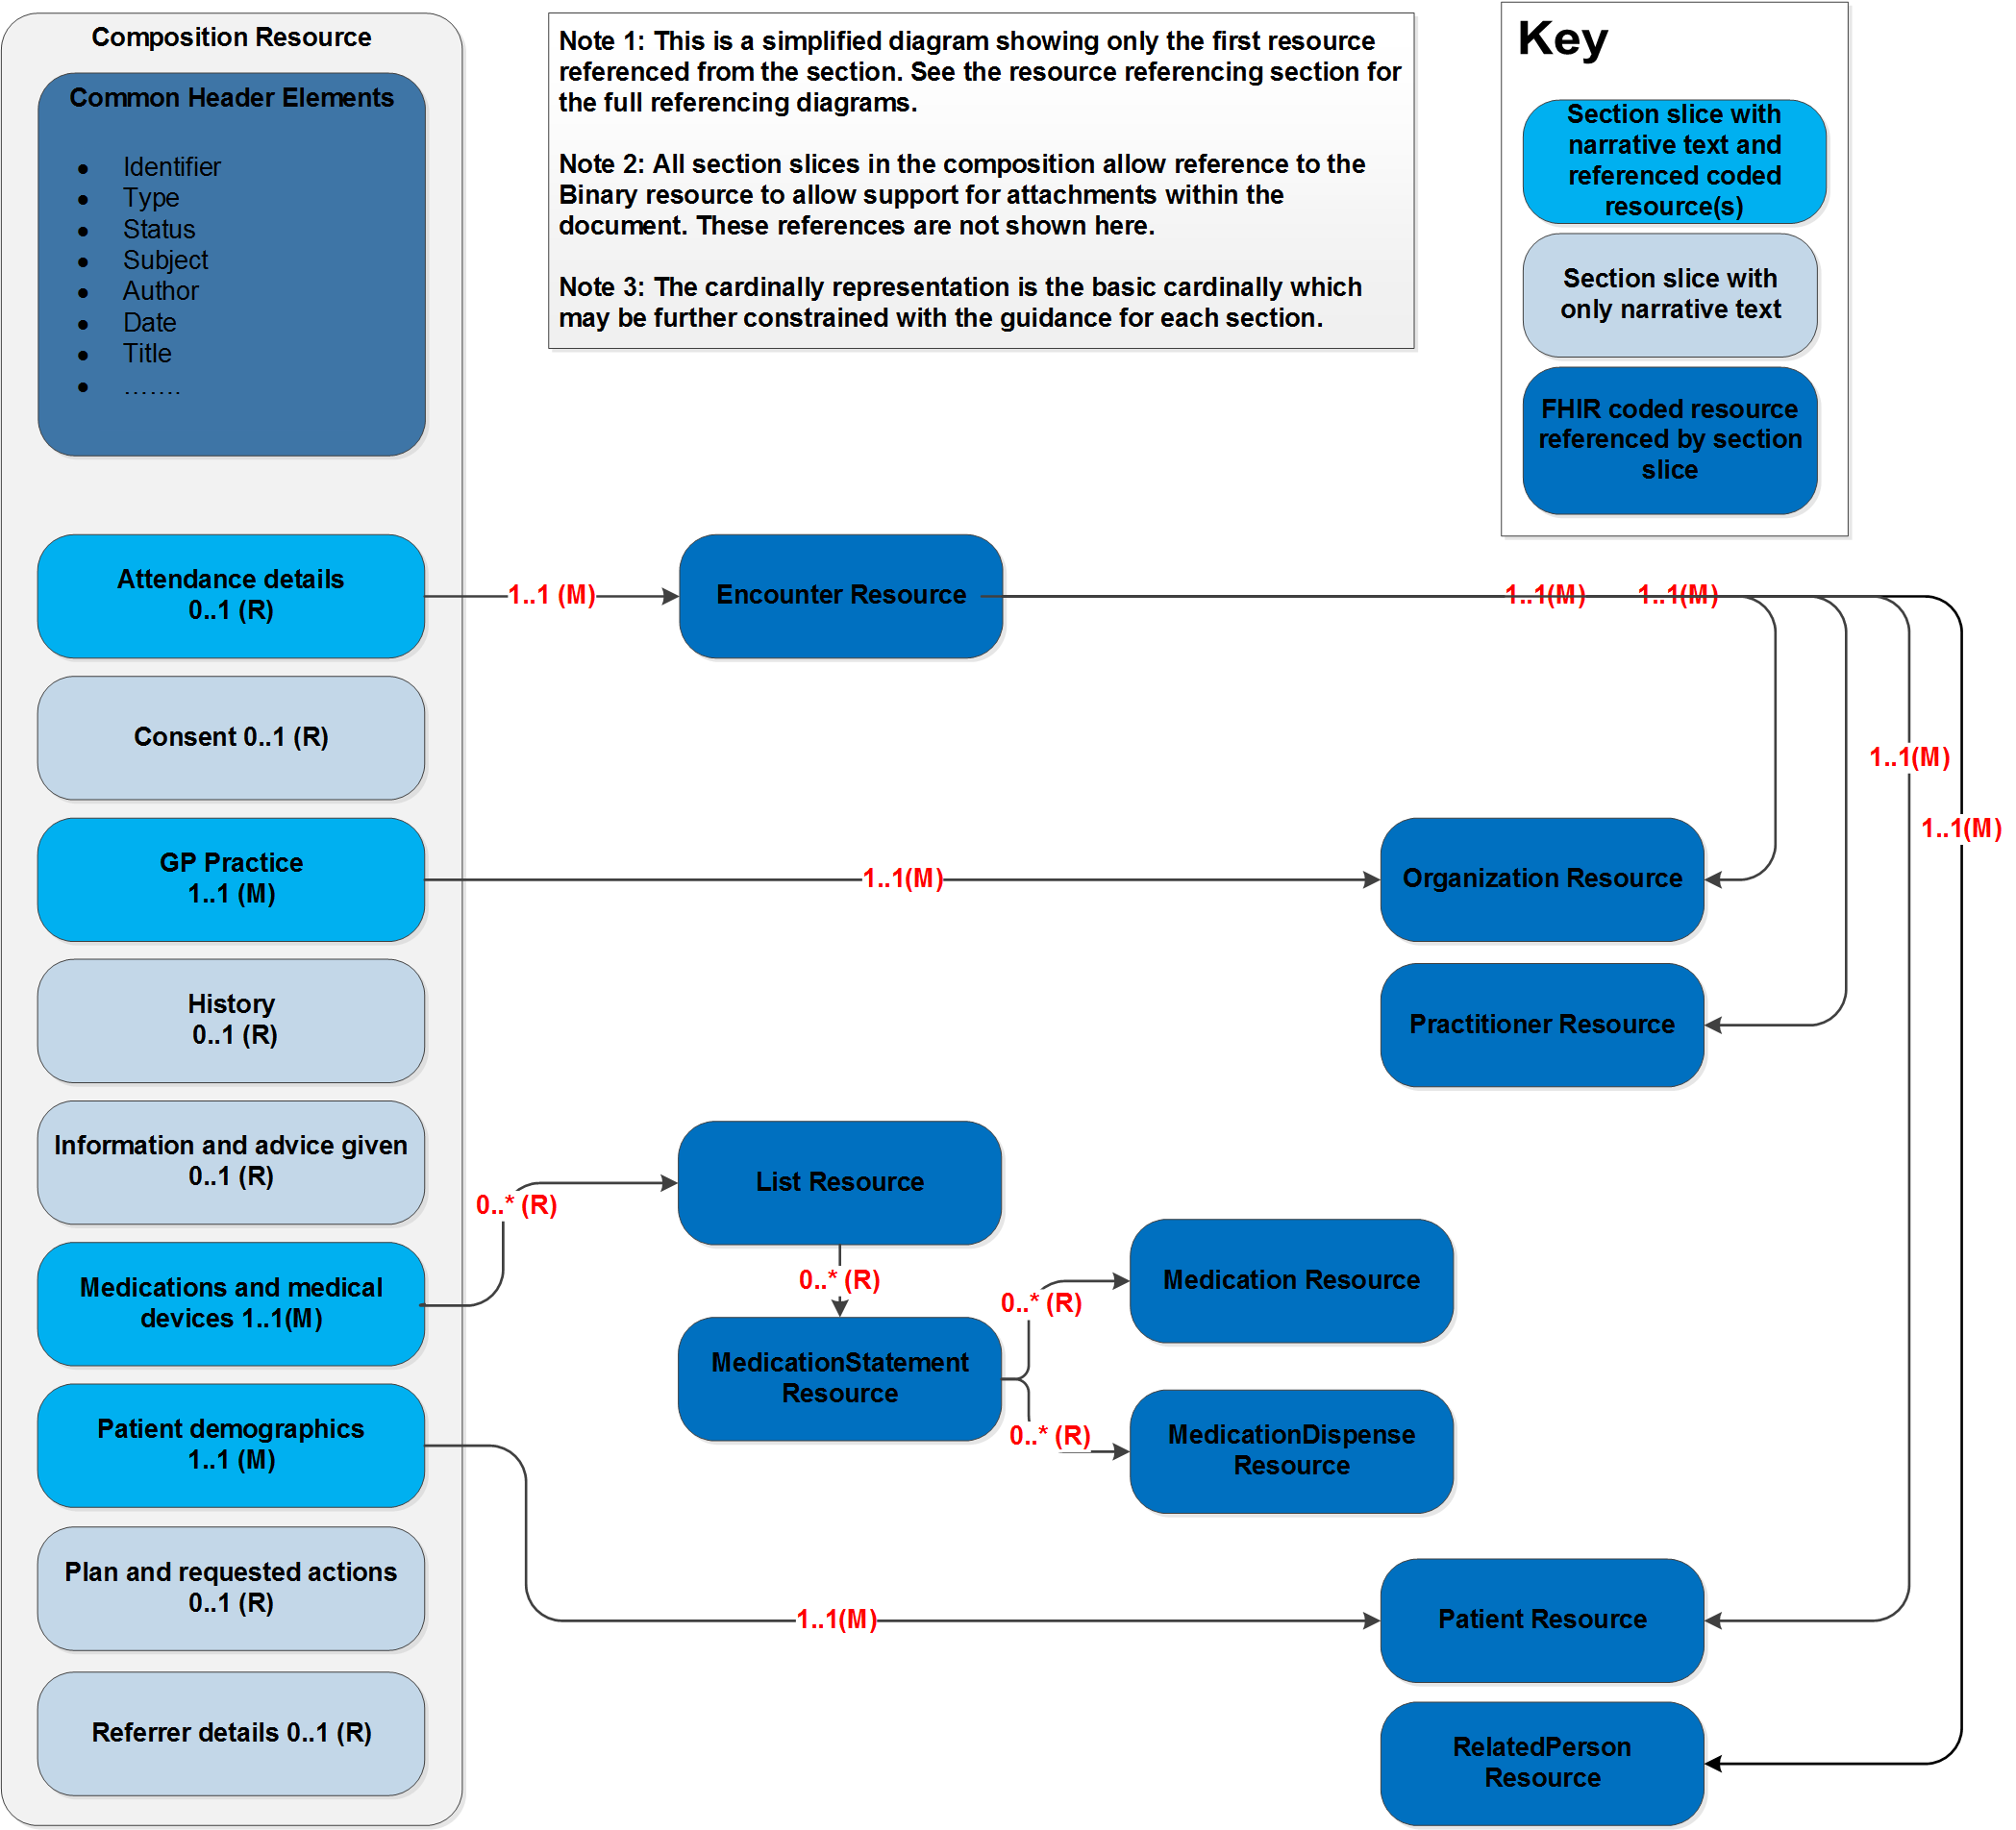 Composition Resource
Common Header Elements
• Identifier
• Type
• Status
• Subject
• Author
• Date
• Title
• …….
Note 1: This is a simplified diagram showing only the first resource
referenced from the section. See the resource referencing section for
the full referencing diagrams.
Note 2: All section slices in the composition allow reference to the
Binary resource to allow support for attachments within the
document. These references are not shown here.
Note 3: The cardinally representation is the basic cardinally which
may be further constrained with the guidance for each section.
Key
Section slice with
narrative text and
referenced coded
resource(s)
Section slice with
only narrative text
FHIR coded resource
referenced by section
slice
Attendance details
0..1 (R)
1..1 (M)
Encounter Resource
1..1(M)
1..1(M)
Consent 0..1 (R)
1..1(M)
1..1(M)
GP Practice
1..1 (M)
1..1(M)
Organization Resource
History
0..1 (R)
Practitioner Resource
Information and advice given
0..1 (R)
0..* (R)
List Resource
0..* (R)
Medications and medical
devices 1..1(M)
MedicationStatement
Resource
0..* (R)
Medication Resource
0..* (R)
MedicationDispense
Resource
Patient demographics
1..1 (M)
1..1(M)
Patient Resource
Plan and requested actions
0..1 (R)
Referrer details 0..1 (R)
RelatedPerson
Resource